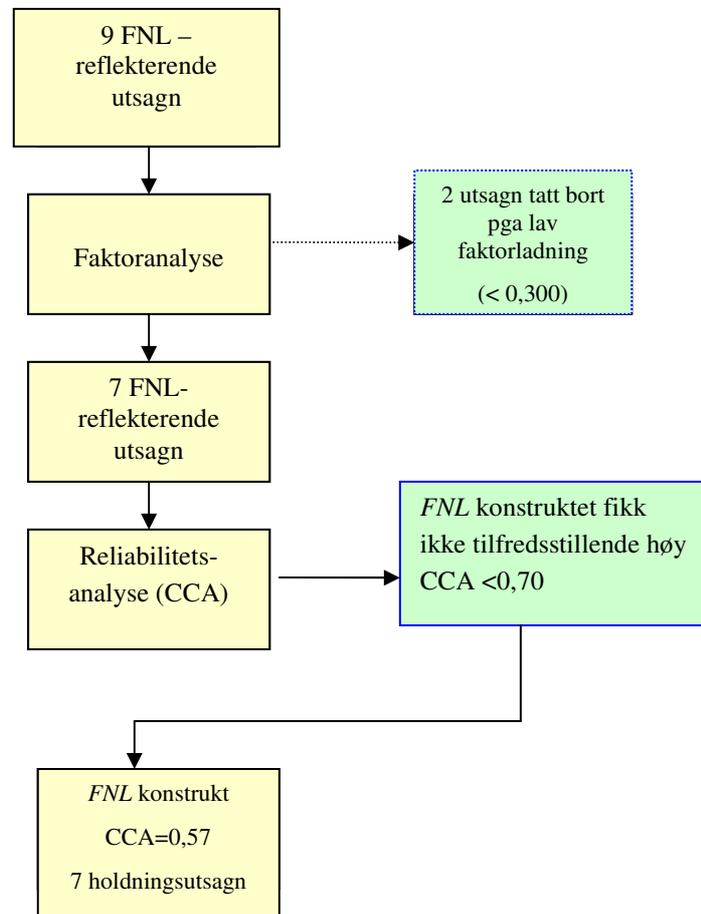 9 FNL –
reflekterende
utsagn
Faktoranalyse
2 utsagn tatt bort
pga lav
faktorladning
(< 0,300)
7 FNL-
reflekterende
utsagn
Reliabilitets-
analyse (CCA)
FNL konstruktet fikk
ikke tilfredsstillende høy
CCA <0,70
FNL konstrukt
CCA=0,57
7 holdningsutsagn